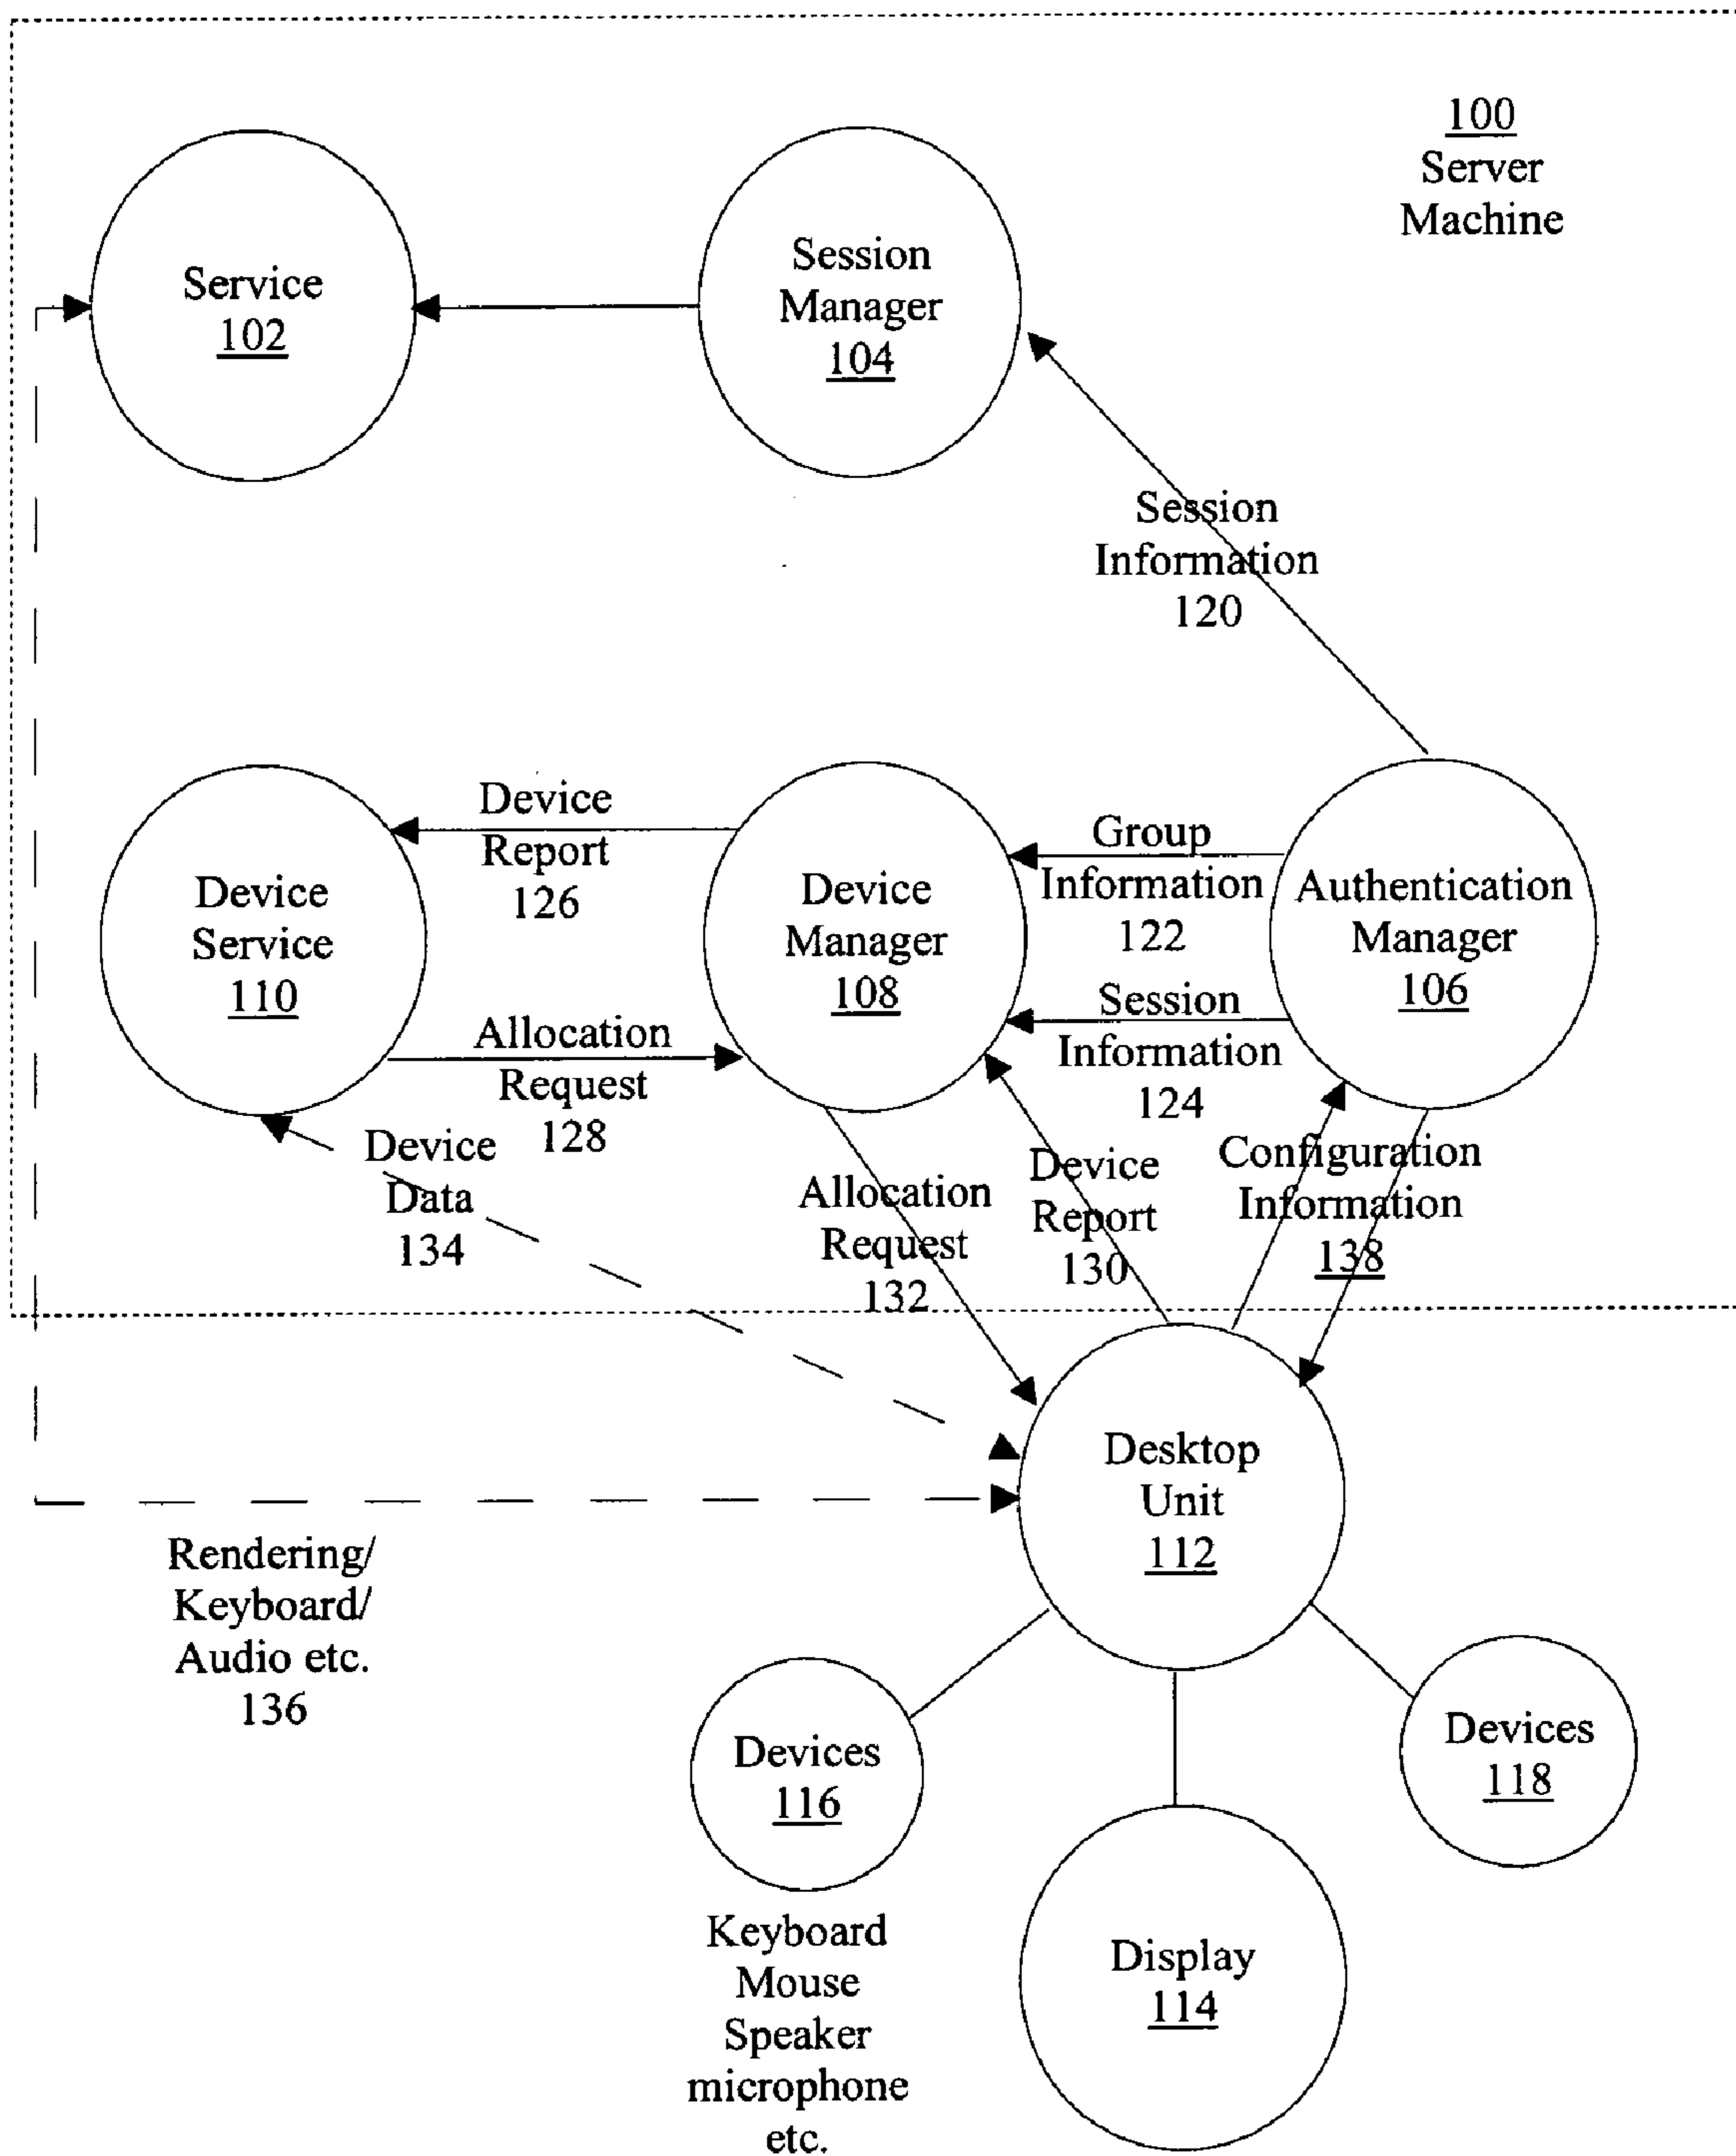 100
Server
Machine
Service
102
Session
Manager
104
Session
Information
120
Device
Report
126
Group
Information
122
Device
Service
110
Device
Manager
108
Authentication
Manager
106
Allocation
Request
128
Session
Information
124
Device
Data
134
Allocation
Request
132
Device
Report
130
Configuration
Information
138
Desktop
Unit
112
Rendering/
Keyboard/
Audio etc.
136
Devices
116
Devices
118
Keyboard
Mouse
Speaker
microphone
etc.
Display
114